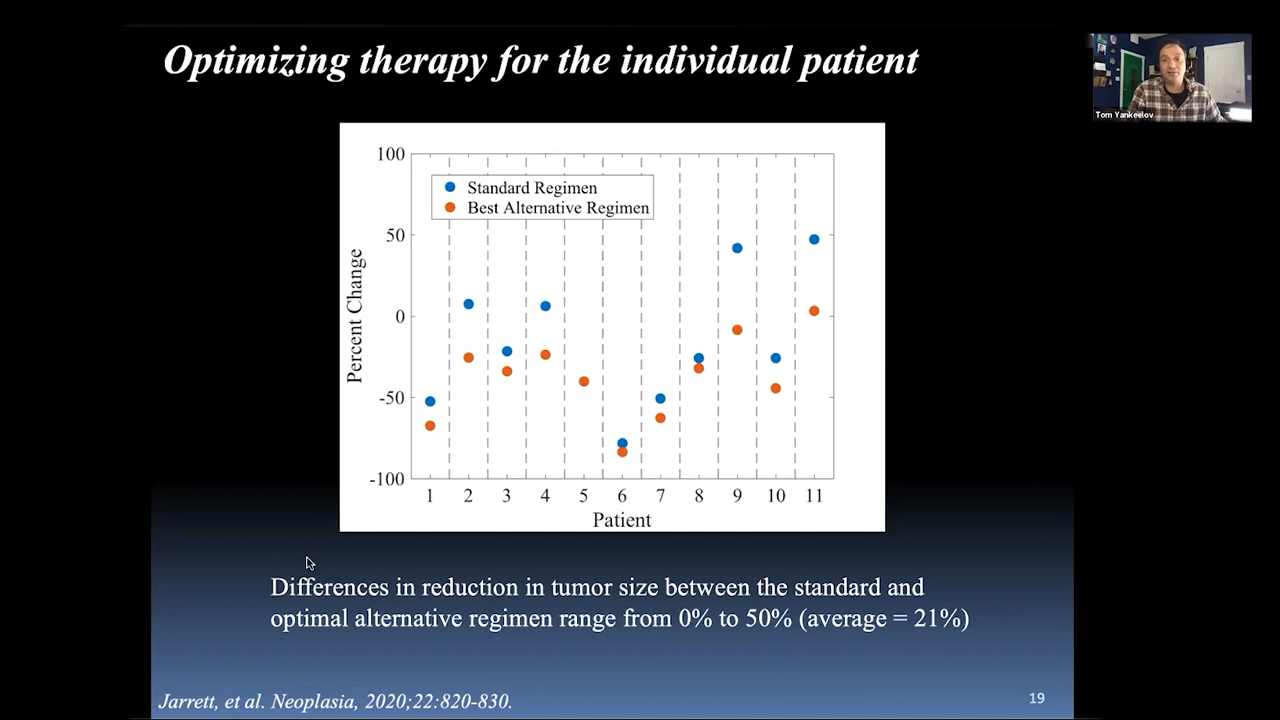 Optimizing therapy for the individual patient
Tom Yankeelov
100
50
0
-50
-100
Percent Change
Standard Regimen
Best Alternative Regimen
1 2 3 4 5 6 7 8 9 10 11
Patient
Differences in reduction in tumor size between the standard and
optimal alternative regimen range from 0% to 50% (average = 21%)
Jarrett, et al. Neoplasia, 2020;22:820-830.
19